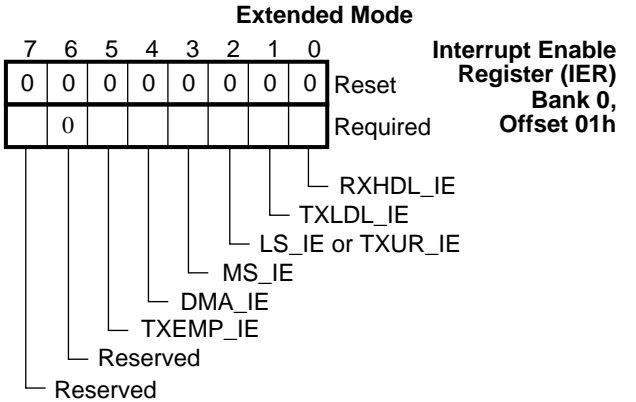 Extended Mode
7 6 5 4 3 2 1 0
Interrupt Enable
Register (IER)
Bank 0,
Offset 01h
0 0 0 0 0 0 0 0 Reset
0 Required
RXHDL_IE
TXLDL_IE
LS_IE or TXUR_IE
MS_IE
DMA_IE
TXEMP_IE
Reserved
Reserved